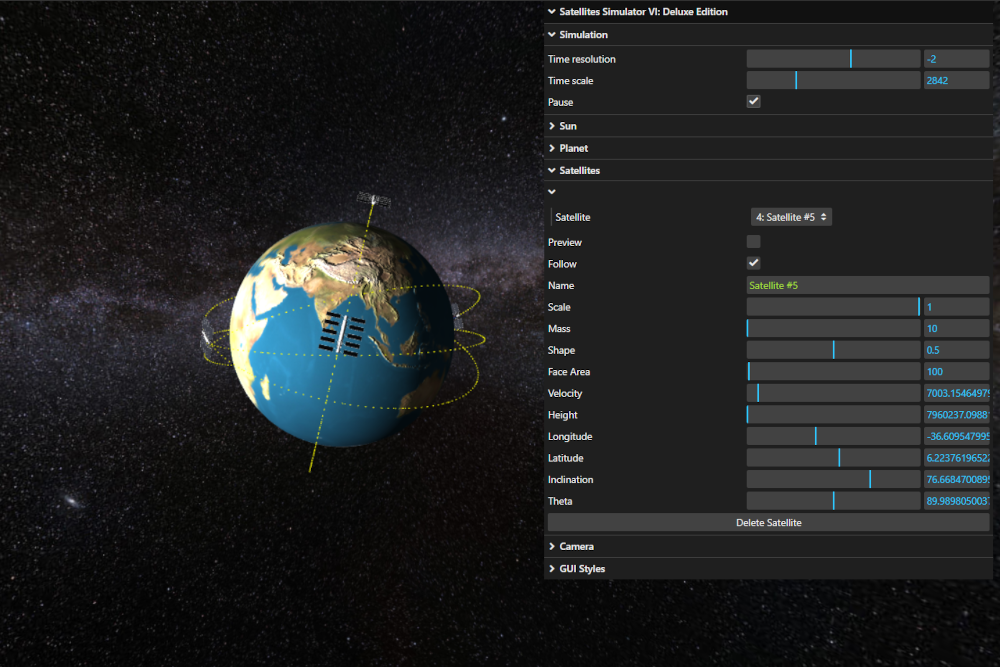 Satellites Simulator VI: Deluxe Edition
Simulation
Time resolution -2
Time scale 2842
Pause
Sun
Planet
Satellites
Satellite 4: Satellite #5
Preview
Follow
Name Satellite #5
Scale 1
Mass 10
Shape 0.5
Face Area 100
Velocity 7003.15464975
Height 7960237.09881
Longitude -36.609547995
Latitude 6.22376196522
Inclination 76.6684700895
Theta 89.9898050037
Delete Satellite
Camera
GUI Styles